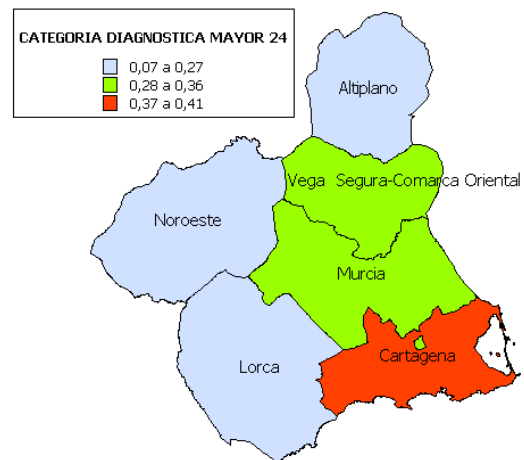 CATEGORIA DIAGNOSTICA MAYOR 24
0,07 a 0,27
0,28 a 0,36
0,37 a 0,41
Altiplano
Vega Segura-Comarca Oriental
Noroeste
Murcia
Cartagena
Lorca